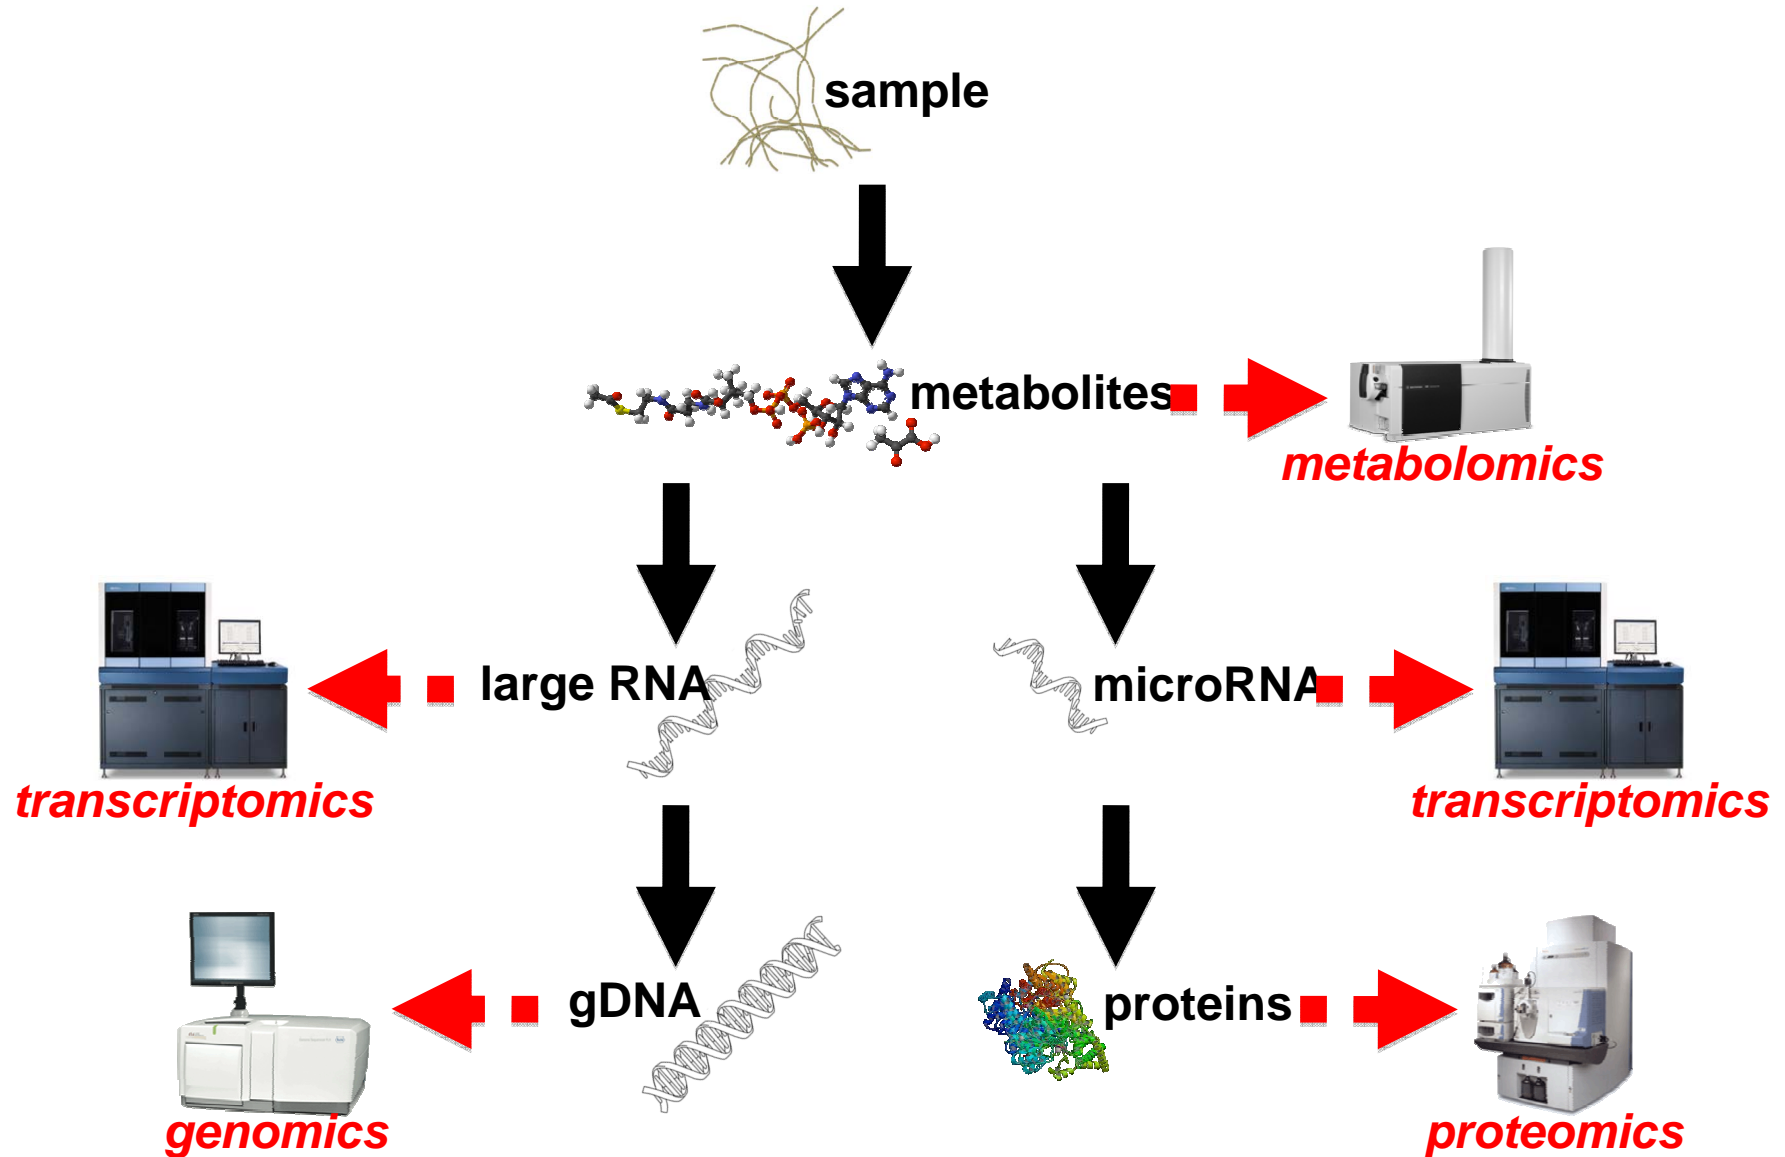 sample
metabolites
metabolomics
large RNA
microRNA
transcriptomics
transcriptomics
gDNA
proteins
genomics
proteomics